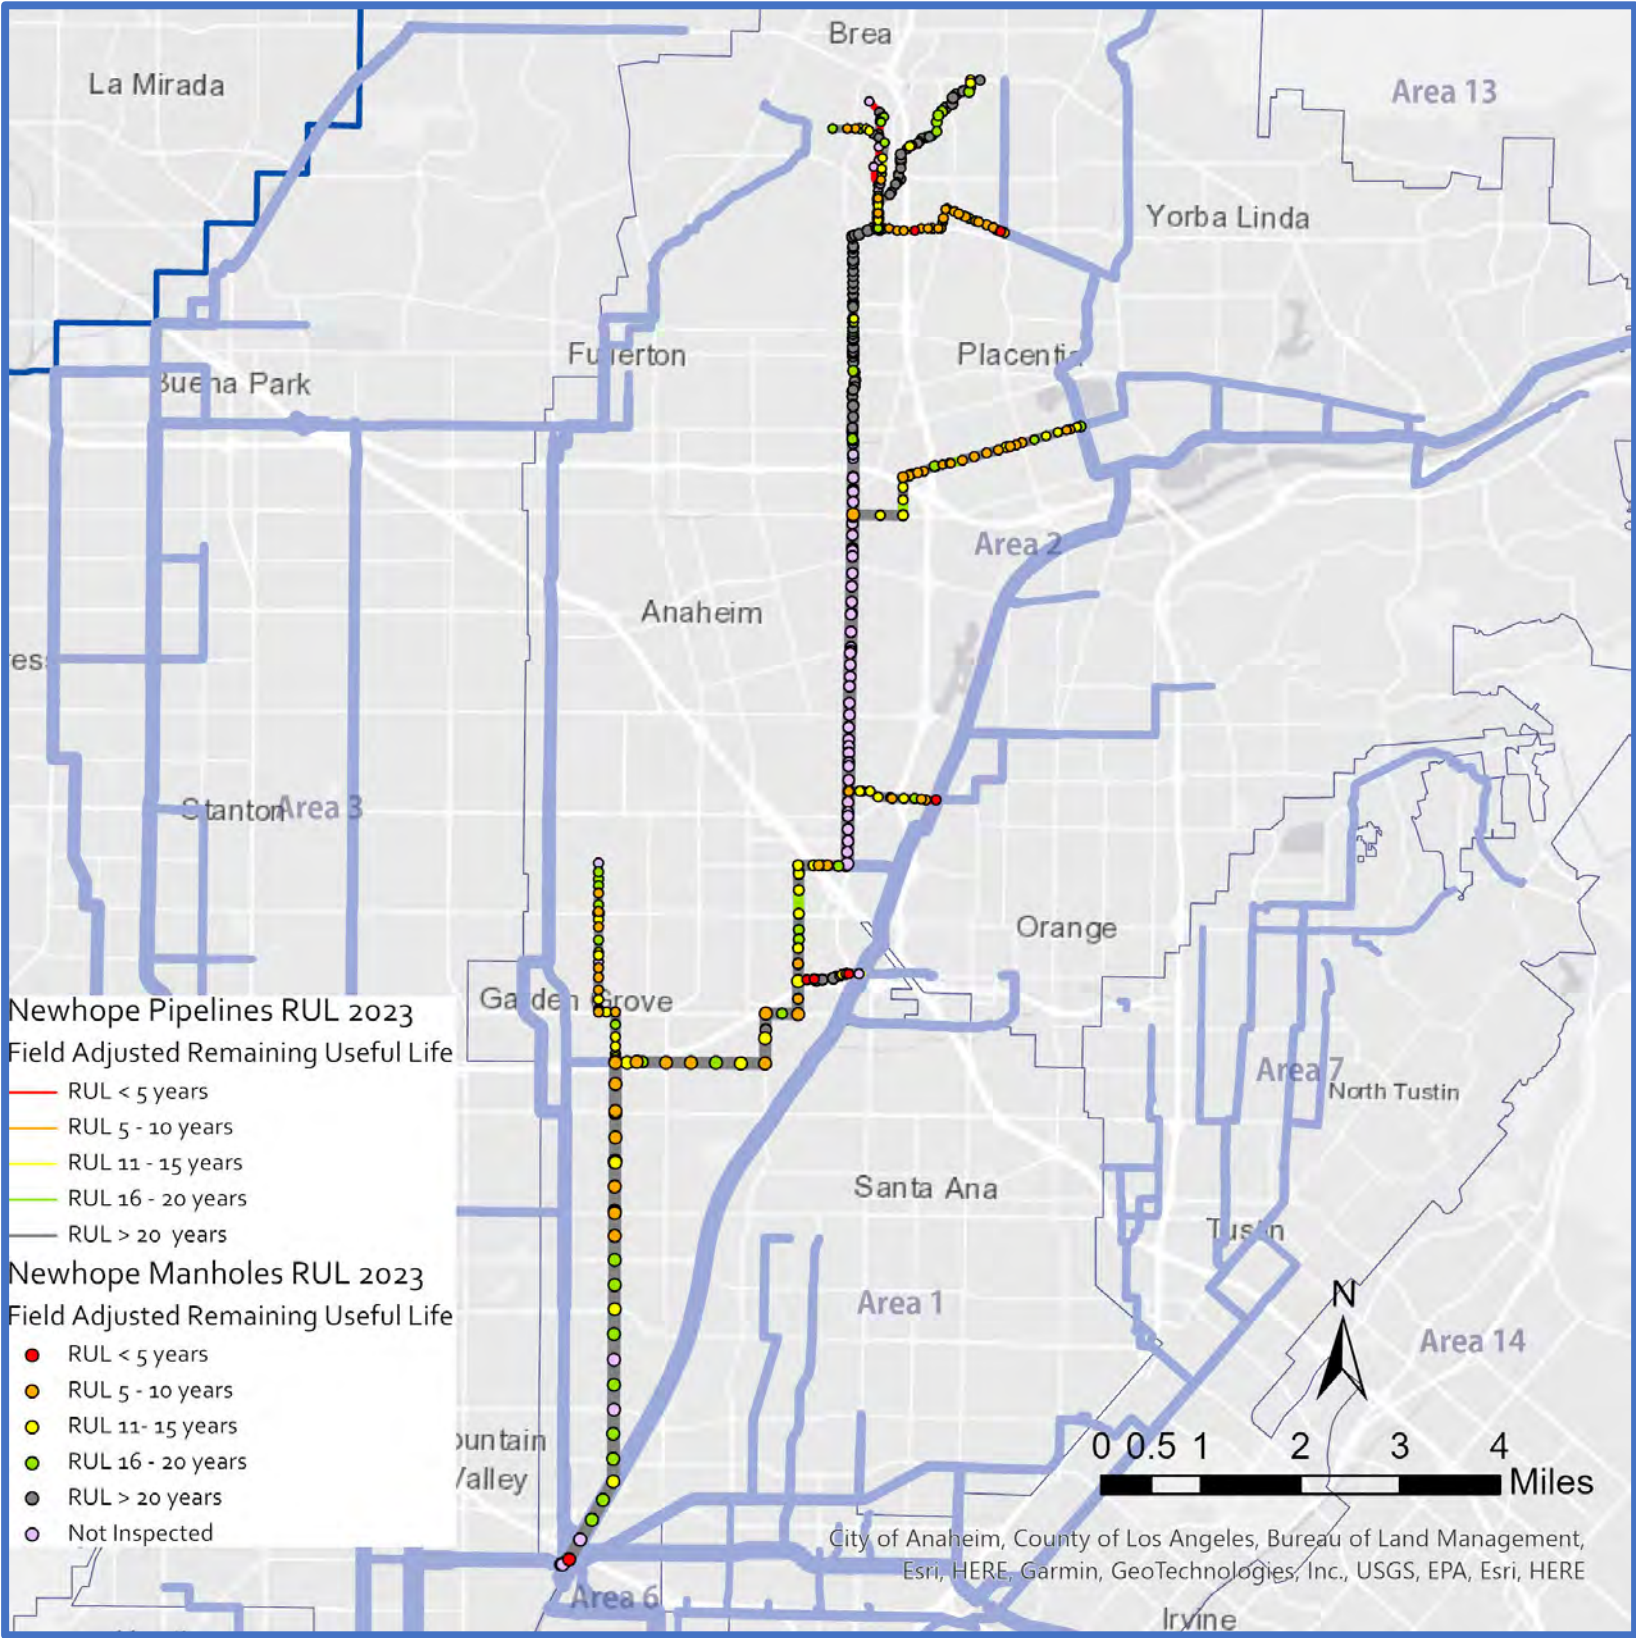 Brea
La Mirada
Area 13
Yorba Linda
Fullerton
Placentia
Buena Park
Area 2
Anaheim
Stanton
Area 3
Orange
Garden Grove
Newhope Pipelines RUL 2023
Field Adjusted Remaining Useful Life
RUL < 5 years
RUL 5 - 10 years
RUL 11 - 15 years
RUL 16 - 20 years
RUL > 20 years
Newhope Manholes RUL 2023
Field Adjusted Remaining Useful Life
RUL < 5 years
RUL 5 - 10 years
RUL 11- 15 years
RUL 16 - 20 years
RUL > 20 years
Not Inspected
Area 7
North Tustin
Santa Ana
Tustin
Area 1
N
Area 14
ountain
Valley
0 0.5 1 2 3 4
Miles
City of Anaheim, County of Los Angeles, Bureau of Land Management,
Esri, HERE, Garmin, GeoTechnologies, Inc., USGS, EPA, Esri, HERE
Area 6
Irvine